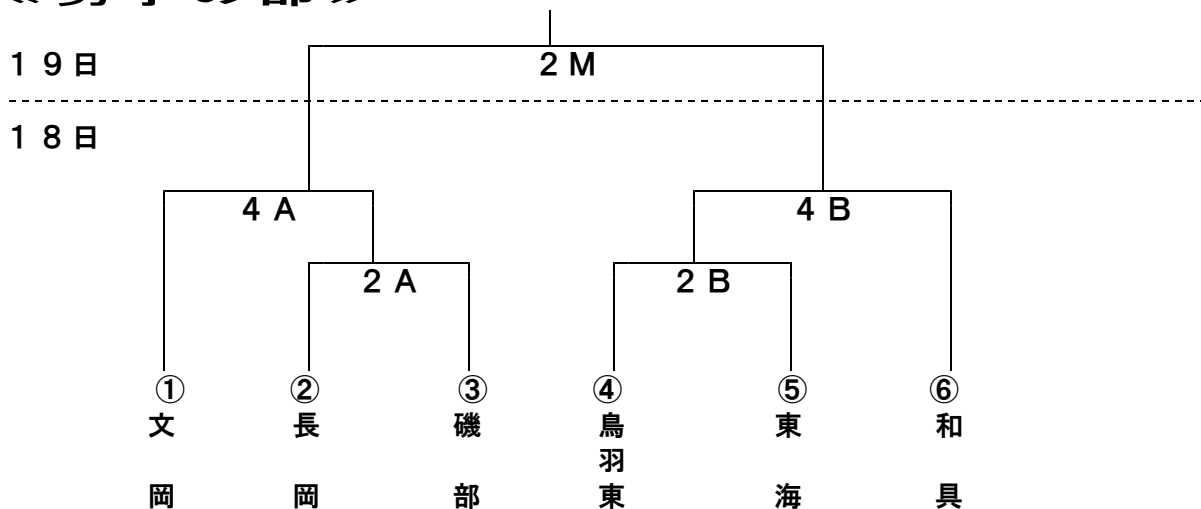 １９日
２Ｍ
１８日
４Ａ
４Ｂ
２Ａ
２Ｂ
① ② ③ ④ ⑤ ⑥
文岡
長岡
磯部
鳥羽東
東海
和具